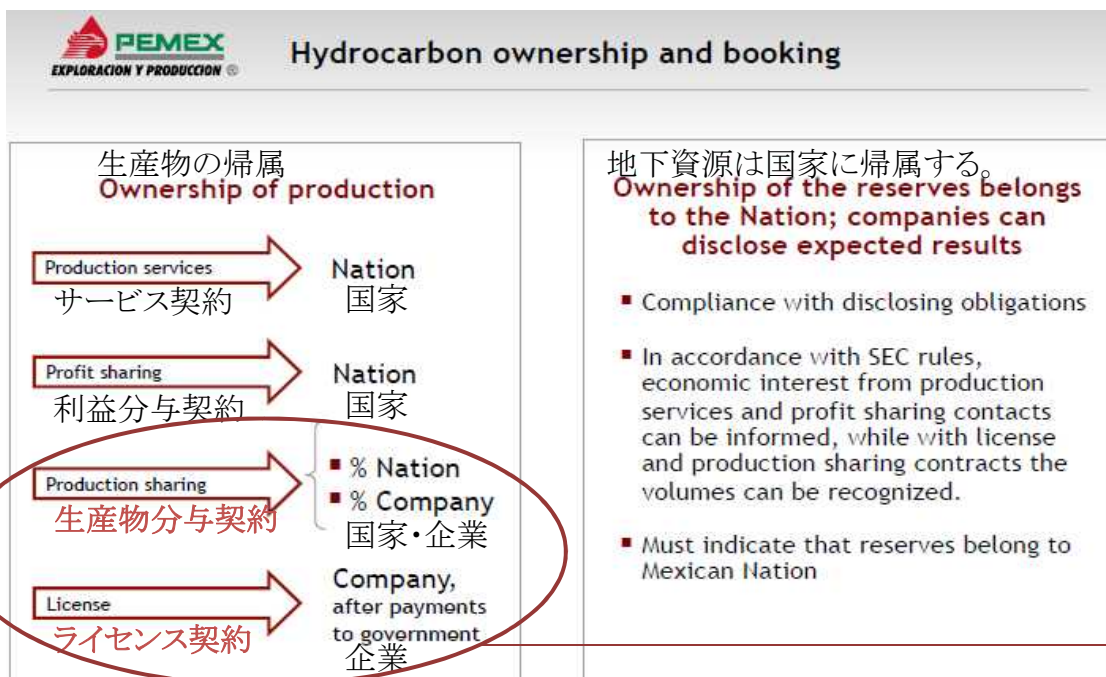 PEMEX
EXPLORACION Y PRODUCCION ®
Hydrocarbon ownership and booking
生産物の帰属
Ownership of production
Production services
サービス契約
Nation
国家
Profit sharing
利益分与契約
Nation
国家
Production sharing
生産物分与契約
% Nation
% Company
国家・企業
License
ライセンス契約
Company,
after payments
to government
企業
地下資源は国家に帰属する。
Ownership of the reserves belongs
to the Nation; companies can
disclose expected results
Compliance with disclosing obligations
In accordance with SEC rules,
economic interest from production
services and profit sharing contacts
can be informed, while with license
and production sharing contracts the
volumes can be recognized.
Must indicate that reserves belong to
Mexican Nation